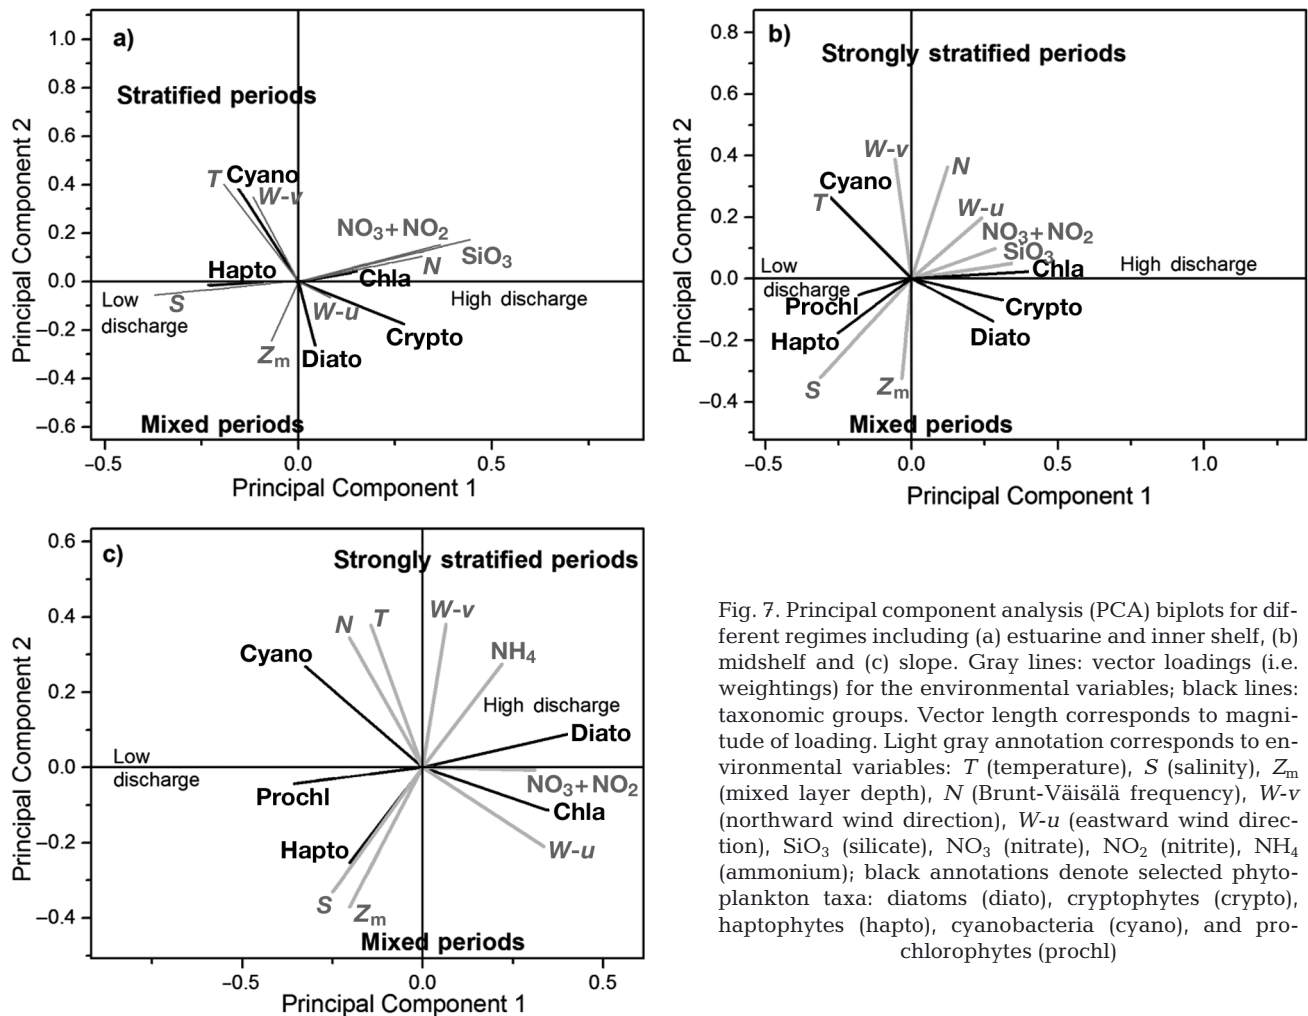 a)
Stratified periods
1.0
0.8
0.6
0.4
0.2
0.0
−0.2
−0.4
−0.6
Principal Component 2
T
Cyano
W-v
NO3+NO2
SiO3
N
Hapto
Chla
Low
discharge
S
High discharge
W-u
Crypto
Zm
Diato
Mixed periods
−0.5
0.0
0.5
Principal Component 1
b)
Strongly stratified periods
0.8
0.6
0.4
0.2
0.0
−0.2
−0.4
Principal Component 2
W-v
N
Cyano
T
W-u
NO3+NO2
SiO3
Chla
Low
discharge
High discharge
Prochl
Crypto
Hapto
Diato
S
Zm
Mixed periods
−0.5
0.0
0.5
1.0
Principal Component 1
c)
Strongly stratified periods
0.6
0.4
0.2
0.0
−0.2
−0.4
Principal Component 2
N
T
W-v
Cyano
NH4
High discharge
Diato
Low
discharge
NO3+NO2
Prochl
Chla
Hapto
W-u
S
Zm
Mixed periods
−0.5
0.0
0.5
Principal Component 1
Fig. 7. Principal component analysis (PCA) biplots for dif-
ferent regimes including (a) estuarine and inner shelf, (b)
midshelf and (c) slope. Gray lines: vector loadings (i.e.
weightings) for the environmental variables; black lines:
taxonomic groups. Vector length corresponds to magni-
tude of loading. Light gray annotation corresponds to en-
vironmental variables: T (temperature), S (salinity), Zm
(mixed layer depth), N (Brunt-Väisälä frequency), W-v
(northward wind direction), W-u (eastward wind direc-
tion), SiO3 (silicate), NO3 (nitrate), NO2 (nitrite), NH4
(ammonium); black annotations denote selected phyto-
plankton taxa: diatoms (diato), cryptophytes (crypto),
haptophytes (hapto), cyanobacteria (cyano), and pro-
chlorophytes (prochl)